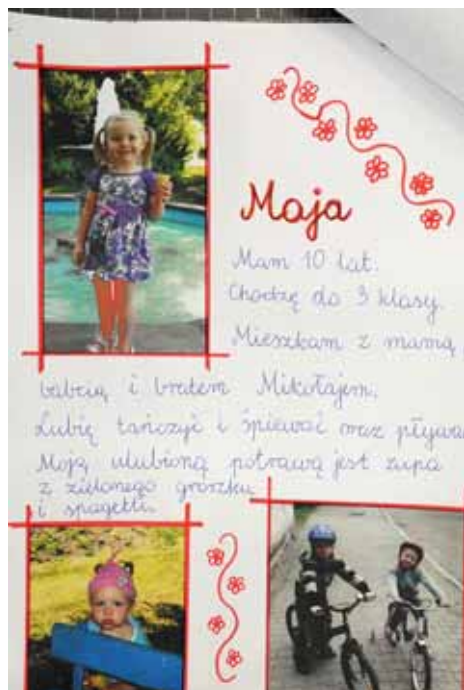 Maja
Mam 10 lat.
Chodzę do 3 klasy.
Mieszkam z mamą,
babcią i bratem Mikołajem.
Lubię tańczyć i śpiewać oraz pływa
Moją ulubioną potrawą jest zupa
z zielonego groszku
i spagetti.